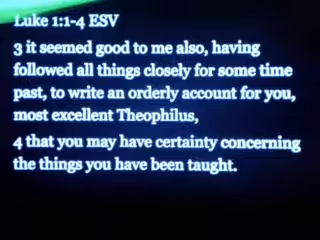 Luke 1:1-4 ESV
3 it seemed good to me also, having
followed all things closely for some time
past, to write an orderly account for you,
most excellent Theophilus,
4 that you may have certainty concerning
the things you have been taught.